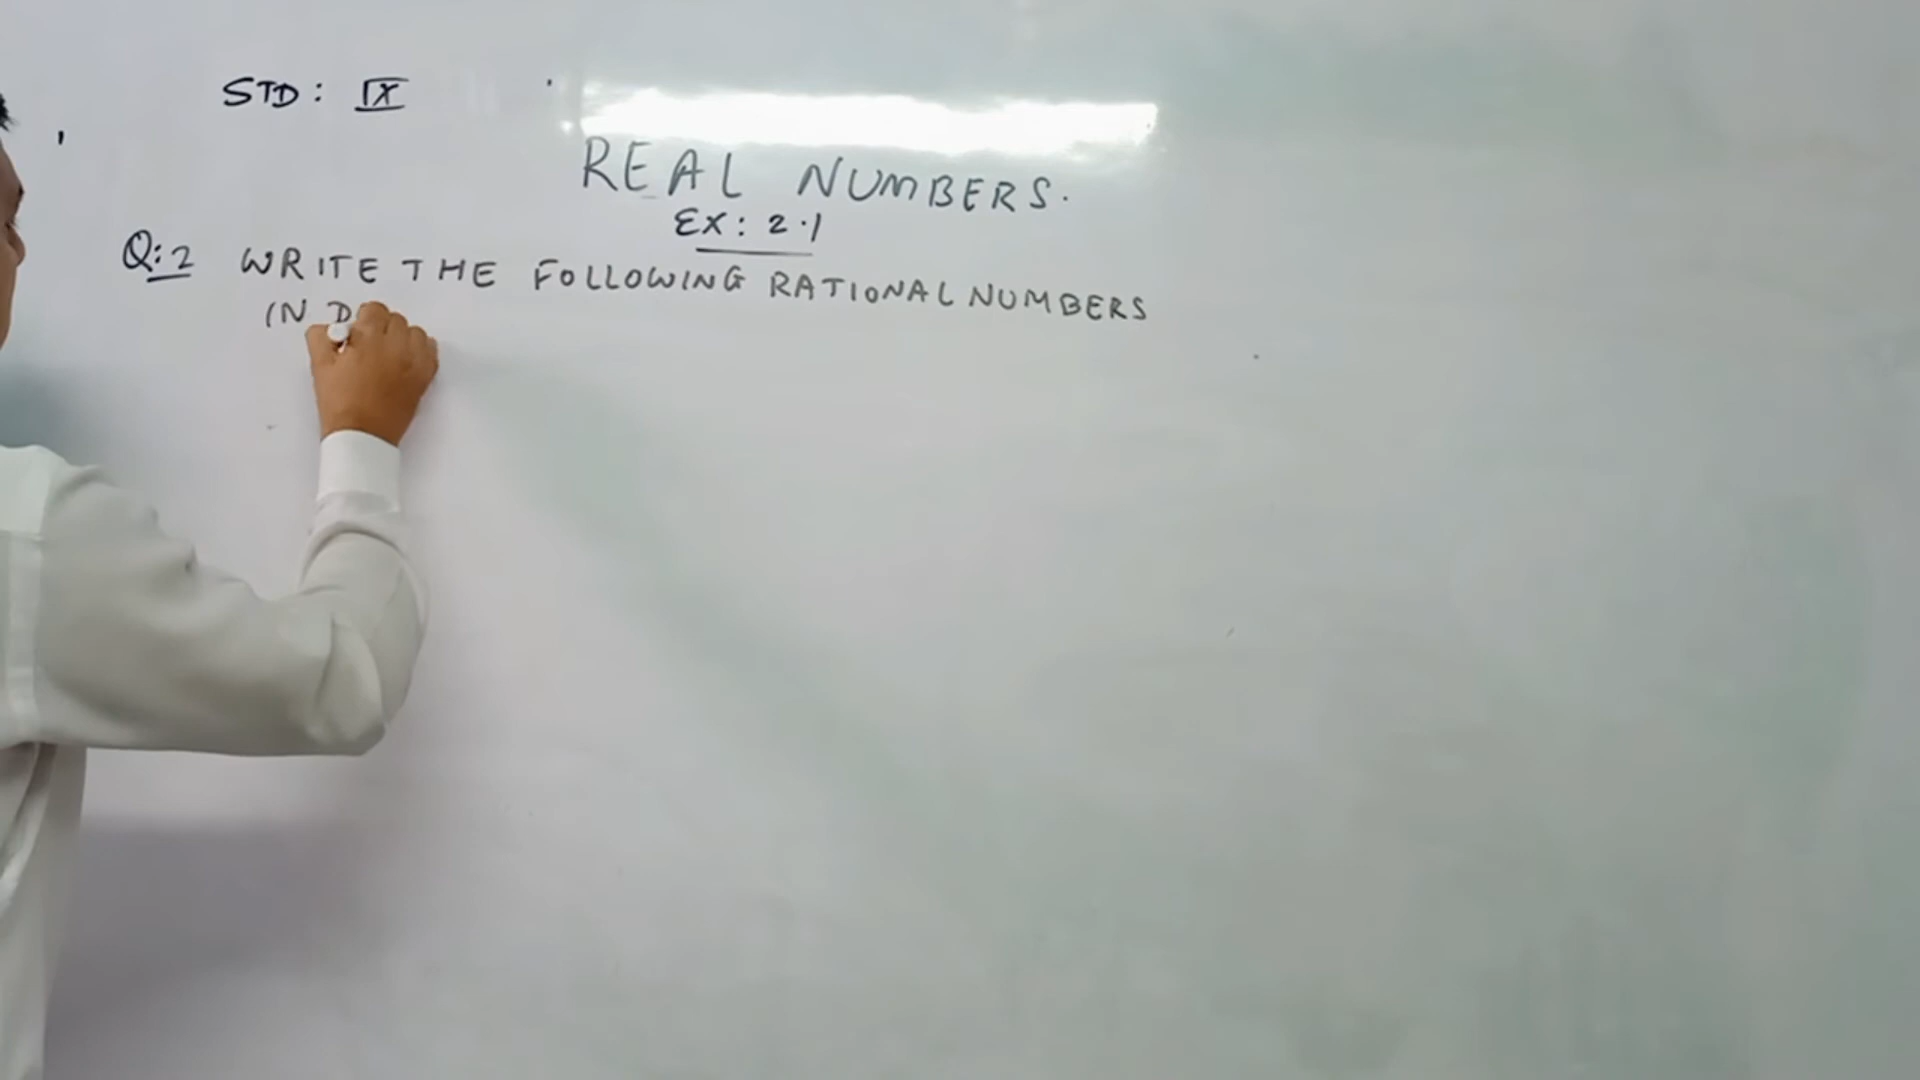 STD: IX
REAL NUMBERS.
EX: 2.1
Q:2 WRITE THE FOLLOWING RATIONAL NUMBERS
IN D